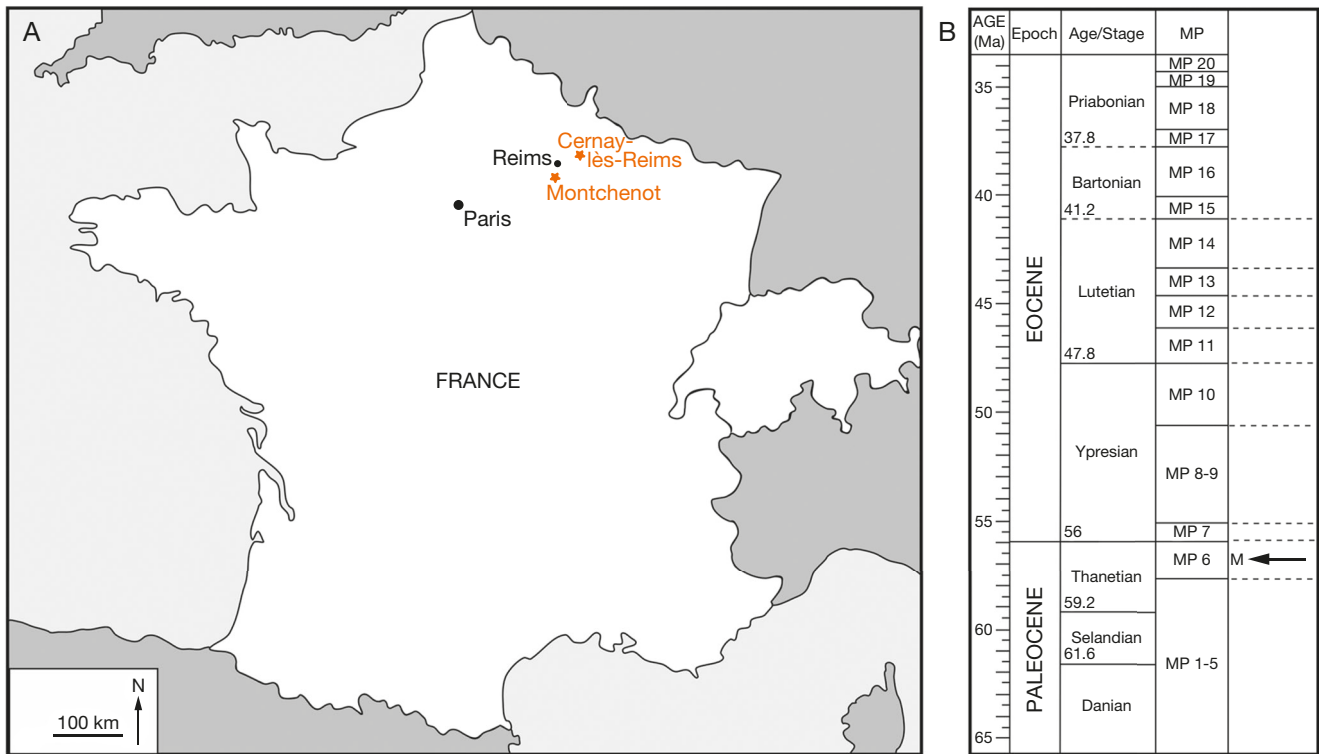 A
Cernay-
lès-Reims
Reims
Montchenot
Paris
FRANCE
N
100 km
B
AGE
(Ma)
Epoch
Age/Stage
MP
35
40
45
50
55
60
65
EOCENE
PALEOCENE
Priabonian
37.8
Bartonian
41.2
Lutetian
47.8
Ypresian
56
Thanetian
59.2
Selandian
61.6
Danian
MP 20
MP 19
MP 18
MP 17
MP 16
MP 15
MP 14
MP 13
MP 12
MP 11
MP 10
MP 8-9
MP 7
MP 6
MP 1-5
M